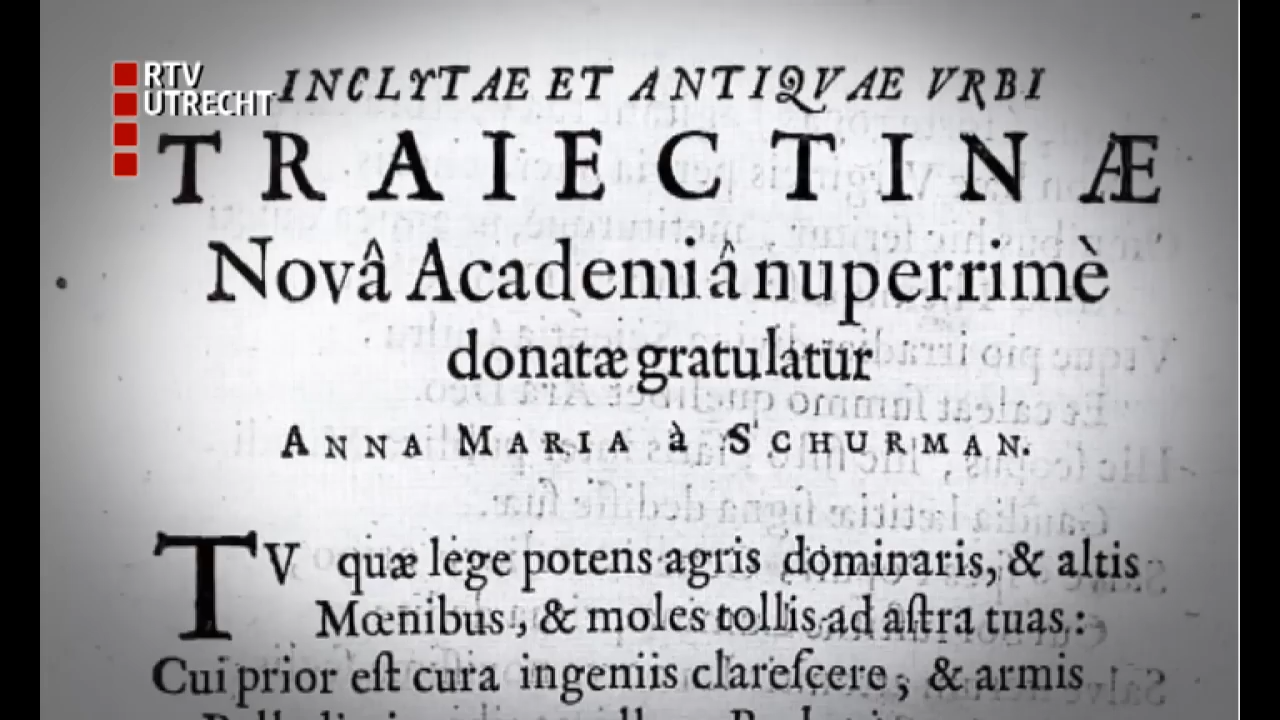 RTV
UTRECHT
INCLYTAE ET ANTIQVAE VRBI
TRAIECTINÆ
Novâ Academiâ nuperrimè
donatæ gratulatur
ANNA MARIA à SCHURMAN.
TV quæ lege potens agris dominaris, & altis
Mœnibus, & moles tollis ad aſtra tuas:
Cui prior eſt cura ingeniis clareſcere, & armis